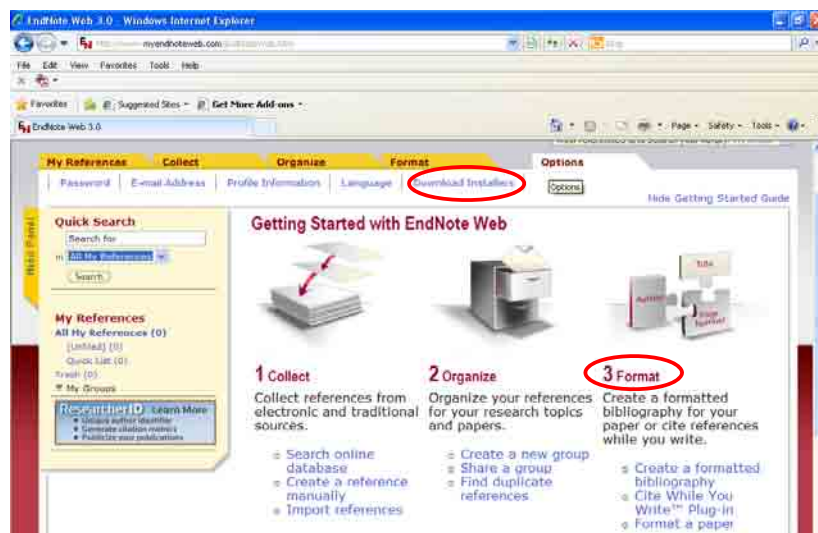 EndNote Web 3.0 - Windows Internet Explorer
myendnoteweb.com
File Edit View Favorites Tools Help
Favorites Suggested Sites Get More Add-ons
EndNote Web 3.0
Page Safety Tools
My References Collect Organize Format Options
Password E-mail Address Profile Information Language Download Installers
Options
Hide Getting Started Guide
Quick Search
Search for
in All My References
Search
My References
All My References (0)
[Unfiled] (0)
Quick List (0)
Trash (0)
My Groups
ResearcherID Learn More
Unique author identifier
Generate citation metrics
Publicize your publications
Hide Panel
Getting Started with EndNote Web
Title
Author
Page Number
1 Collect
Collect references from
electronic and traditional
sources.
Search online
database
Create a reference
manually
Import references
2 Organize
Organize your references
for your research topics
and papers.
Create a new group
Share a group
Find duplicate
references
3 Format
Create a formatted
bibliography for your
paper or cite references
while you write.
Create a formatted
bibliography
Cite While You
Write™ Plug-in
Format a paper